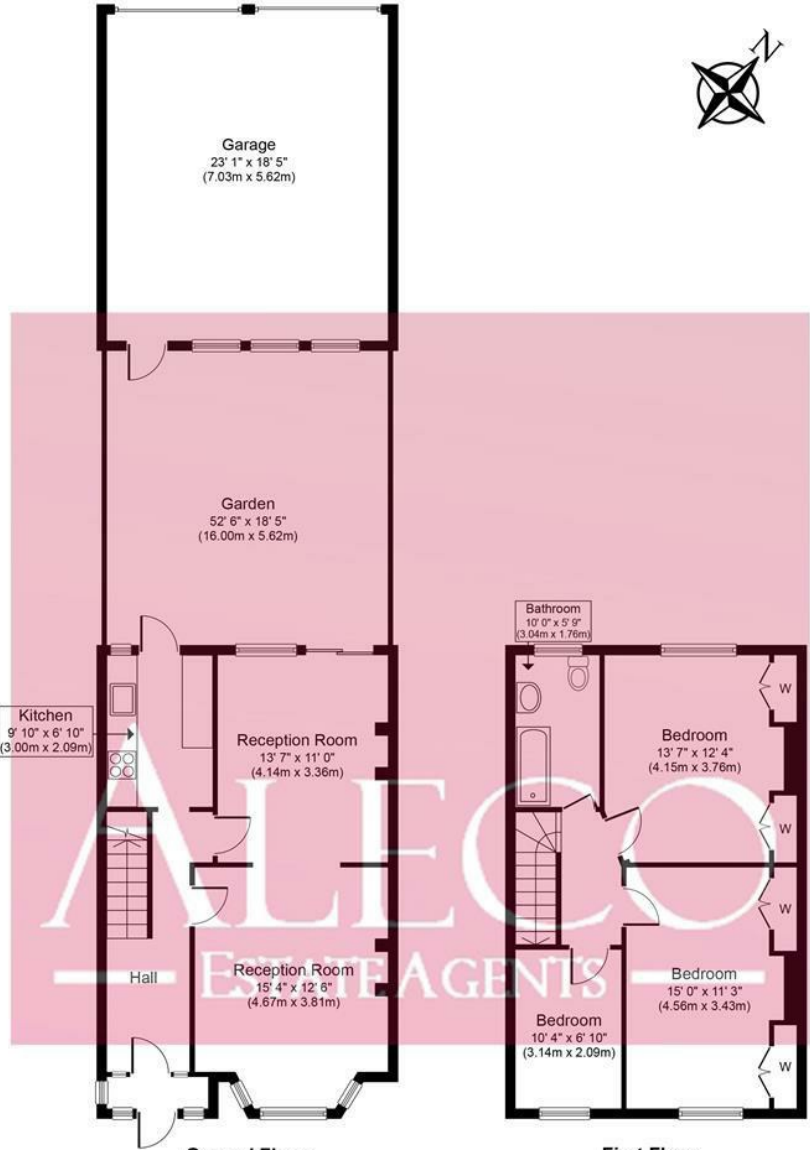 N
Garage
23' 1" x 18' 5"
(7.03m x 5.62m)
Garden
52' 6" x 18' 5"
(16.00m x 5.62m)
Bathroom
10' 0" x 5' 9"
(3.04m x 1.76m)
Kitchen
9' 10" x 6' 10"
(3.00m x 2.09m)
Reception Room
13' 7" x 11' 0"
(4.14m x 3.36m)
Bedroom
13' 7" x 12' 4"
(4.15m x 3.76m)
W
W
W
W
ALECO
ESTATE AGENTS
Hall
Reception Room
15' 4" x 12' 6"
(4.67m x 3.81m)
Bedroom
15' 0" x 11' 3"
(4.56m x 3.43m)
Bedroom
10' 4" x 6' 10"
(3.14m x 2.09m)
Ground Floor
First Floor